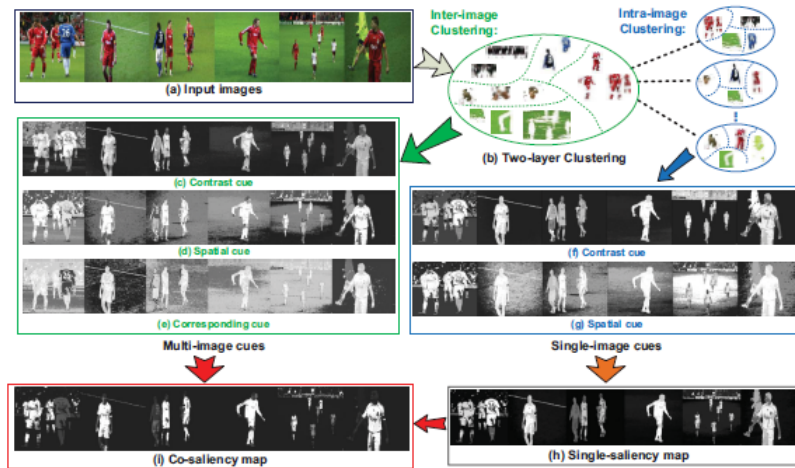 Inter-image
Clustering:
Intra-image
Clustering:
(a) Input images
(b) Two-layer Clustering
(c) Contrast cue
(d) Spatial cue
(e) Corresponding cue
(f) Contrast cue
(g) Spatial cue
Multi-image cues
Single-image cues
(i) Co-saliency map
(h) Single-saliency map